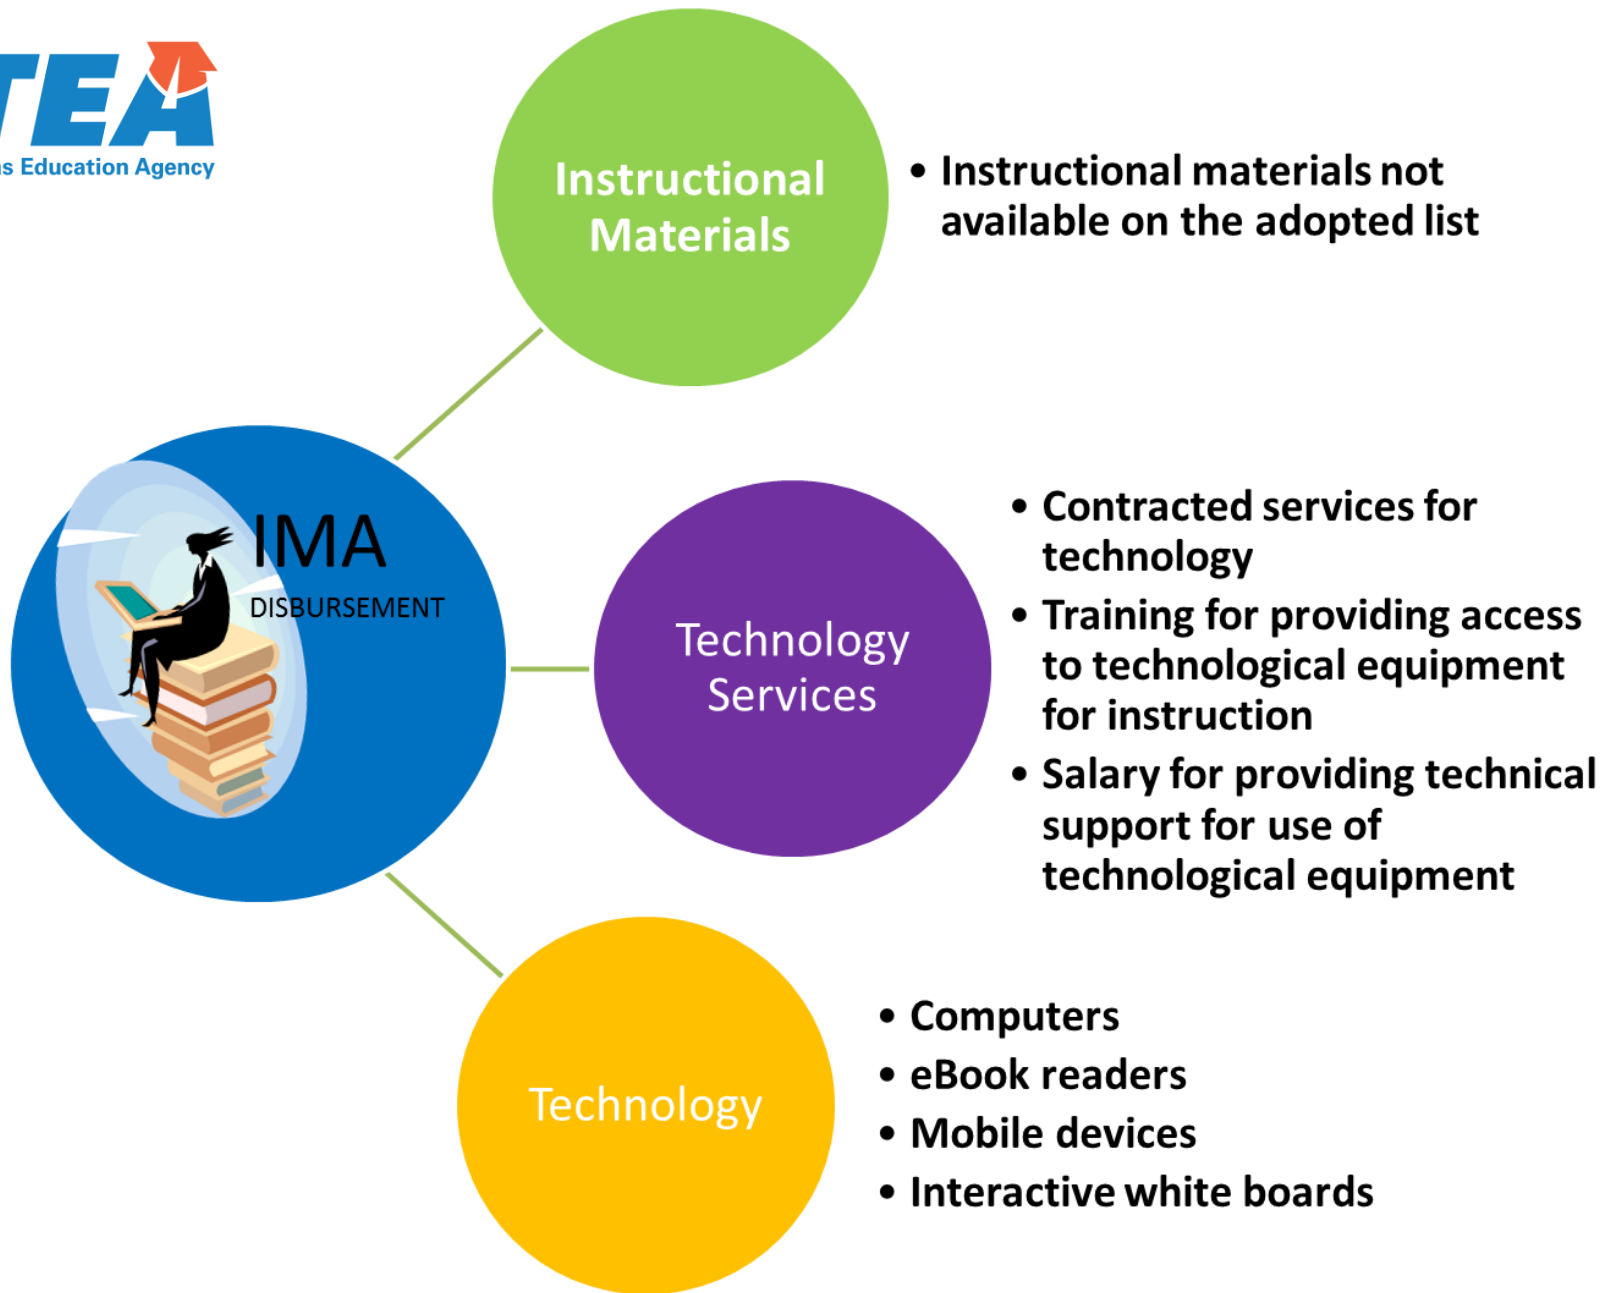 TEA
Education Agency
Instructional
Materials
• Instructional materials not
available on the adopted list
IMA
DISBURSEMENT
Technology
Services
• Contracted services for
technology
• Training for providing access
to technological equipment
for instruction
• Salary for providing technical
support for use of
technological equipment
Technology
• Computers
• eBook readers
• Mobile devices
• Interactive white boards